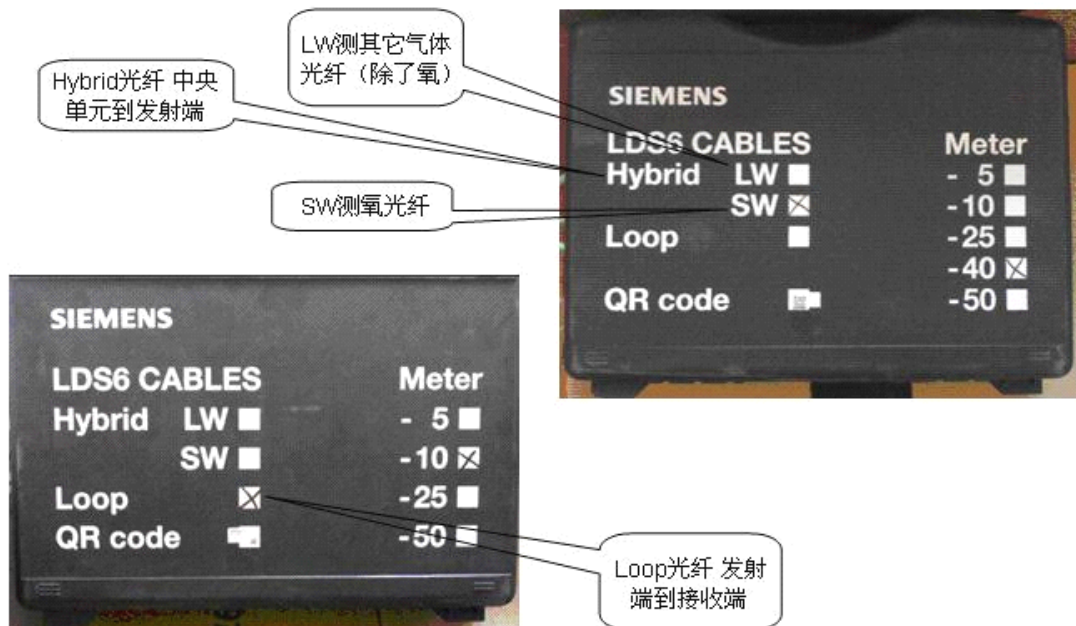 LW测其它气体
光纤（除了氧）
Hybrid光纤 中央
单元到发射端
SW测氧光纤
SIEMENS
LDS6 CABLES Meter
Hybrid LW - 5
SW -10
Loop -25
-40
QR code -50
SIEMENS
LDS6 CABLES Meter
Hybrid LW - 5
SW -10
Loop -25
QR code -50
Loop光纤 发射
端到接收端